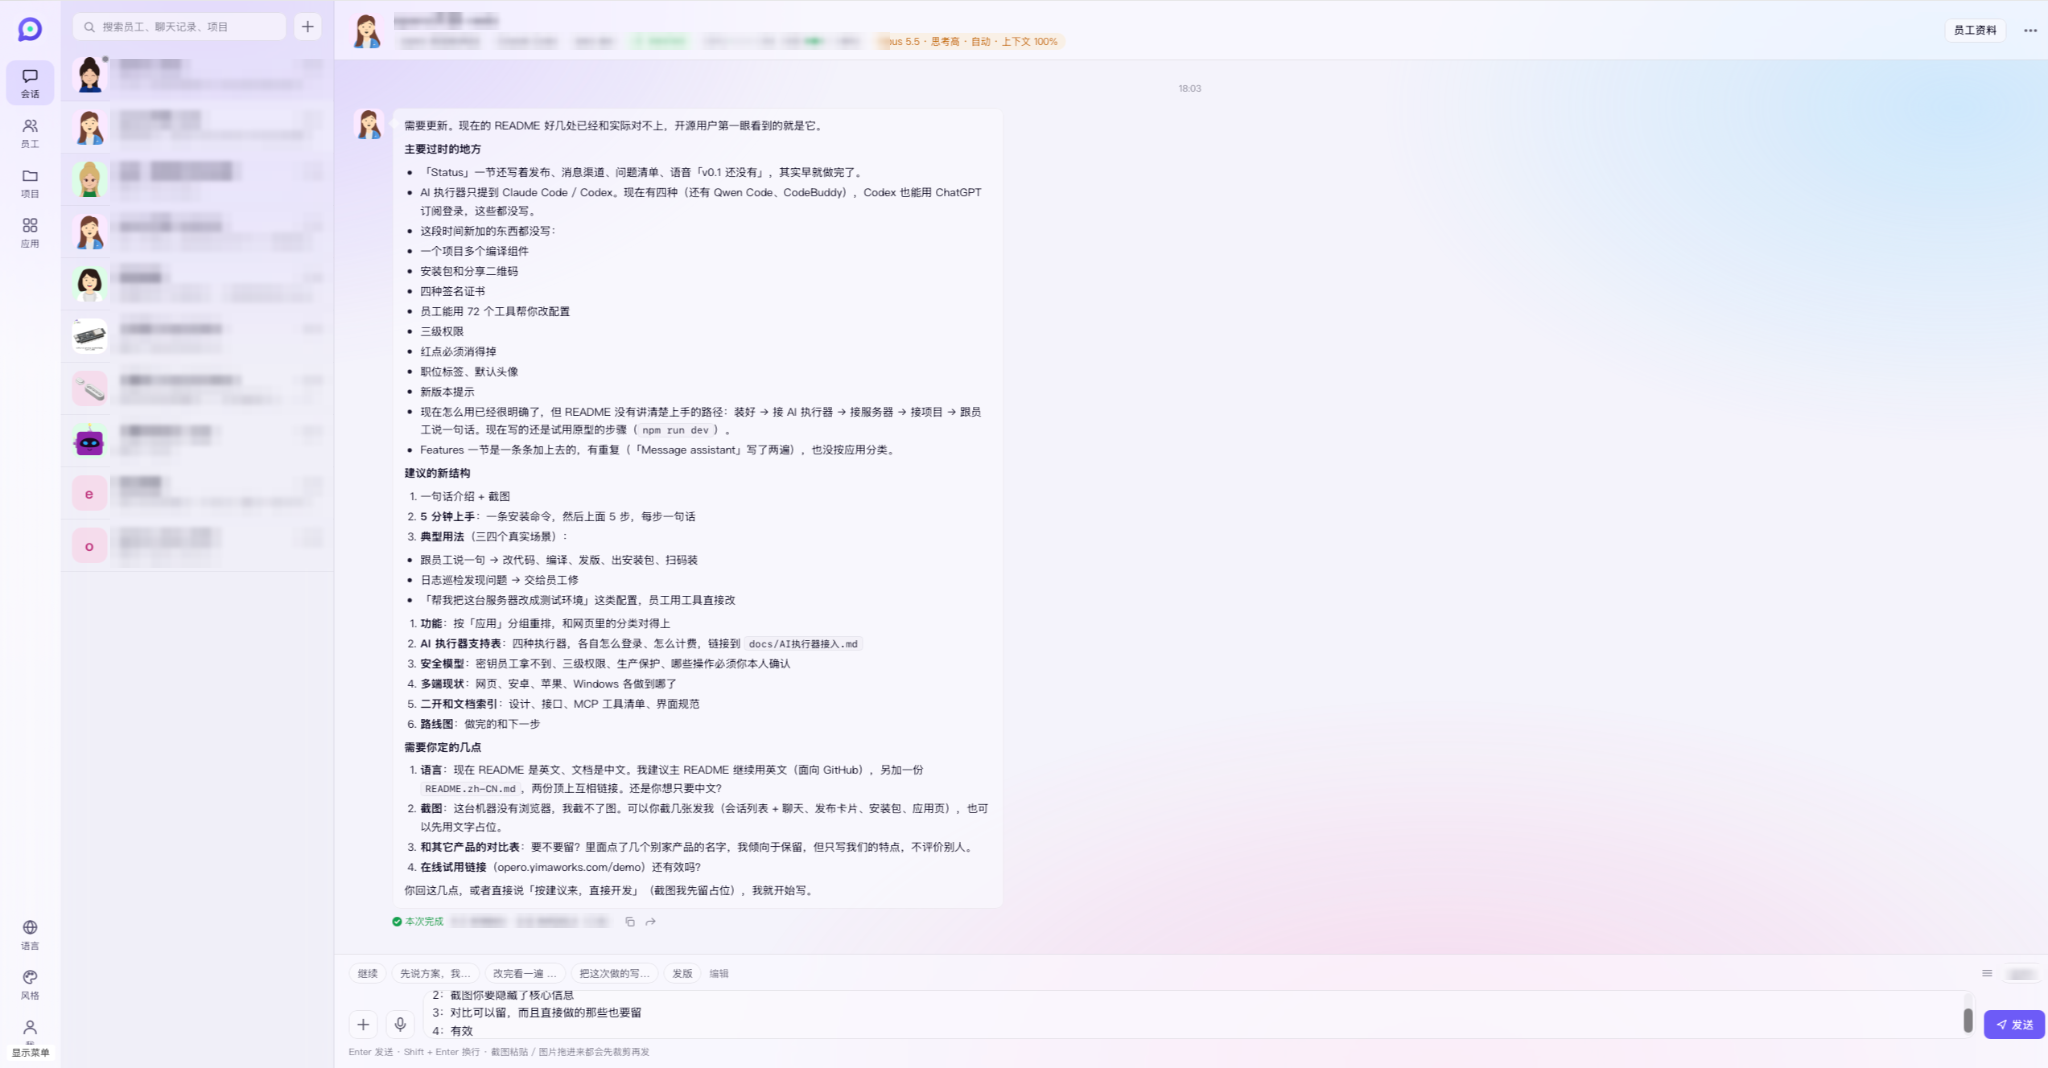 搜索员工、聊天记录、项目
会话
员工
项目
应用
语言
风格
显示菜单
e
o
pus 5.5 · 思考高 · 自动 · 上下文 100%
员工资料
18:03
需要更新。现在的 README 好几处已经和实际对不上，开源用户第一眼看到的就是它。
主要过时的地方
「Status」一节还写着发布、消息渠道、问题清单、语音「v0.1 还没有」，其实早就做完了。
AI 执行器只提到 Claude Code / Codex。现在有四种（还有 Qwen Code、CodeBuddy），Codex 也能用 ChatGPT
订阅登录，这些都没写。
这段时间新加的东西都没写：
一个项目多个编译组件
安装包和分享二维码
四种签名证书
员工能用 72 个工具帮你改配置
三级权限
红点必须消得掉
职位标签、默认头像
新版本提示
现在怎么用已经很明确了，但 README 没有讲清楚上手的路径：装好 → 接 AI 执行器 → 接服务器 → 接项目 → 跟员
工说一句话。现在写的还是试用原型的步骤（ npm run dev ）。
Features 一节是一条条加上去的，有重复（「Message assistant」写了两遍），也没按应用分类。
建议的新结构
1. 一句话介绍 + 截图
2. 5 分钟上手：一条安装命令，然后上面 5 步，每步一句话
3. 典型用法（三四个真实场景）：
跟员工说一句 → 改代码、编译、发版、出安装包、扫码装
日志巡检发现问题 → 交给员工修
「帮我把这台服务器改成测试环境」这类配置，员工用工具直接改
1. 功能：按「应用」分组重排，和网页里的分类对得上
2. AI 执行器支持表：四种执行器，各自怎么登录、怎么计费，链接到 docs/AI执行器接入.md
3. 安全模型：密钥员工拿不到、三级权限、生产保护、哪些操作必须你本人确认
4. 多端现状：网页、安卓、苹果、Windows 各做到哪了
5. 二开和文档索引：设计、接口、MCP 工具清单、界面规范
6. 路线图：做完的和下一步
需要你定的几点
1. 语言：现在 README 是英文、文档是中文。我建议主 README 继续用英文（面向 GitHub），另加一份
README.zh-CN.md ，两份顶上互相链接。还是你想只要中文？
2. 截图：这台机器没有浏览器，我截不了图。可以你截几张发我（会话列表 + 聊天、发布卡片、安装包、应用页），也可
以先用文字占位。
3. 和其它产品的对比表：要不要留？里面点了几个别家产品的名字，我倾向于保留，但只写我们的特点，不评价别人。
4. 在线试用链接（opero.yimaworks.com/demo）还有效吗？
你回这几点，或者直接说「按建议来，直接开发」（截图我先留占位），我就开始写。
本次完成
继续
先说方案，我...
改完看一遍 ...
把这次做的写...
发版
编辑
2：截图你要隐藏了核心信息
3：对比可以留，而且直接做的那些也要留
4：有效
发送
Enter 发送 · Shift + Enter 换行 · 截图粘贴 / 图片拖进来都会先裁剪再发